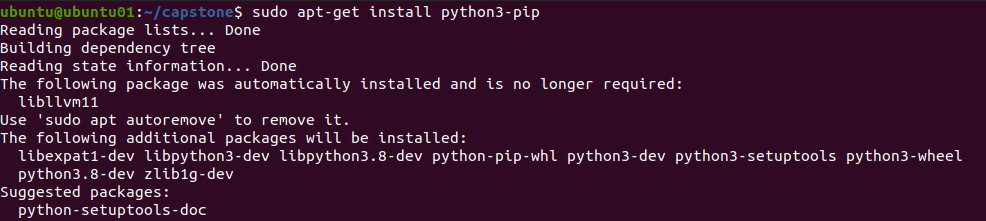 ubuntu@ubuntu01:~/capstone$ sudo apt-get install python3-pip
Reading package lists... Done
Building dependency tree
Reading state information... Done
The following package was automatically installed and is no longer required:
  libllvm11
Use 'sudo apt autoremove' to remove it.
The following additional packages will be installed:
  libexpat1-dev libpython3-dev libpython3.8-dev python-pip-whl python3-dev python3-setuptools python3-wheel
  python3.8-dev zlib1g-dev
Suggested packages:
  python-setuptools-doc